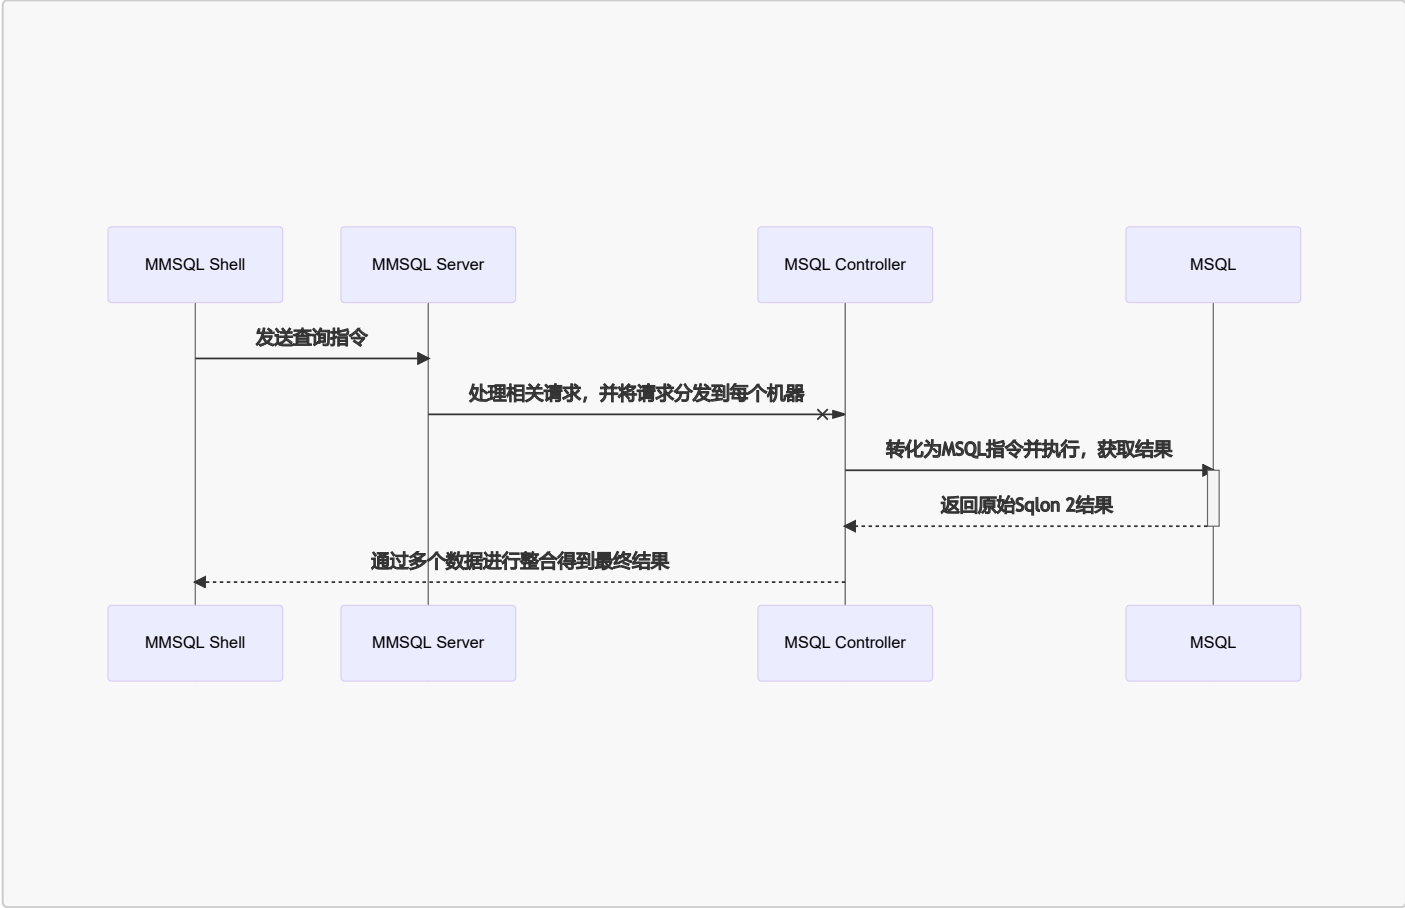 MMSQL Shell
MMSQL Server
MSQL Controller
MSQL
发送查询指令
处理相关请求，并将请求分发到每个机器
转化为MSQL指令并执行，获取结果
返回原始Sqlon 2结果
通过多个数据进行整合得到最终结果
MMSQL Shell
MMSQL Server
MSQL Controller
MSQL